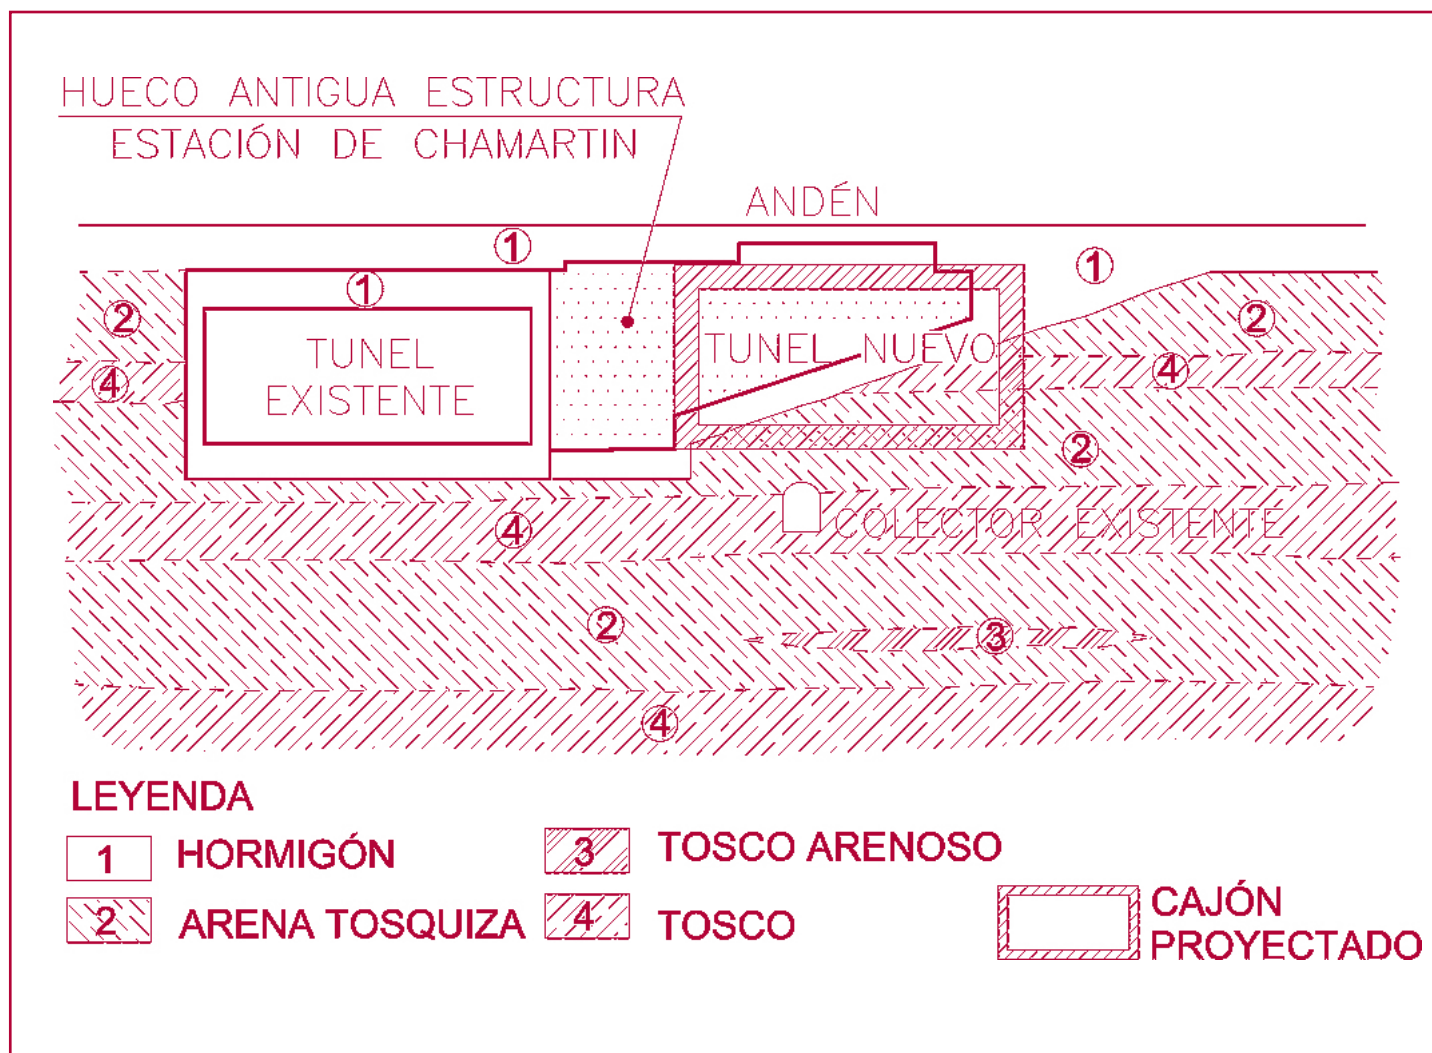 HUECO ANTIGUA ESTRUCTURA
ESTACIÓN DE CHAMARTIN
ANDÉN
1
1
1
2
2
TUNEL
EXISTENTE
TUNEL NUEVO
4
4
2
4
COLECTOR EXISTENTE
2
3
4
LEYENDA
1 HORMIGÓN
3 TOSCO ARENOSO
2 ARENA TOSQUIZA
4 TOSCO
CAJÓN
PROYECTADO